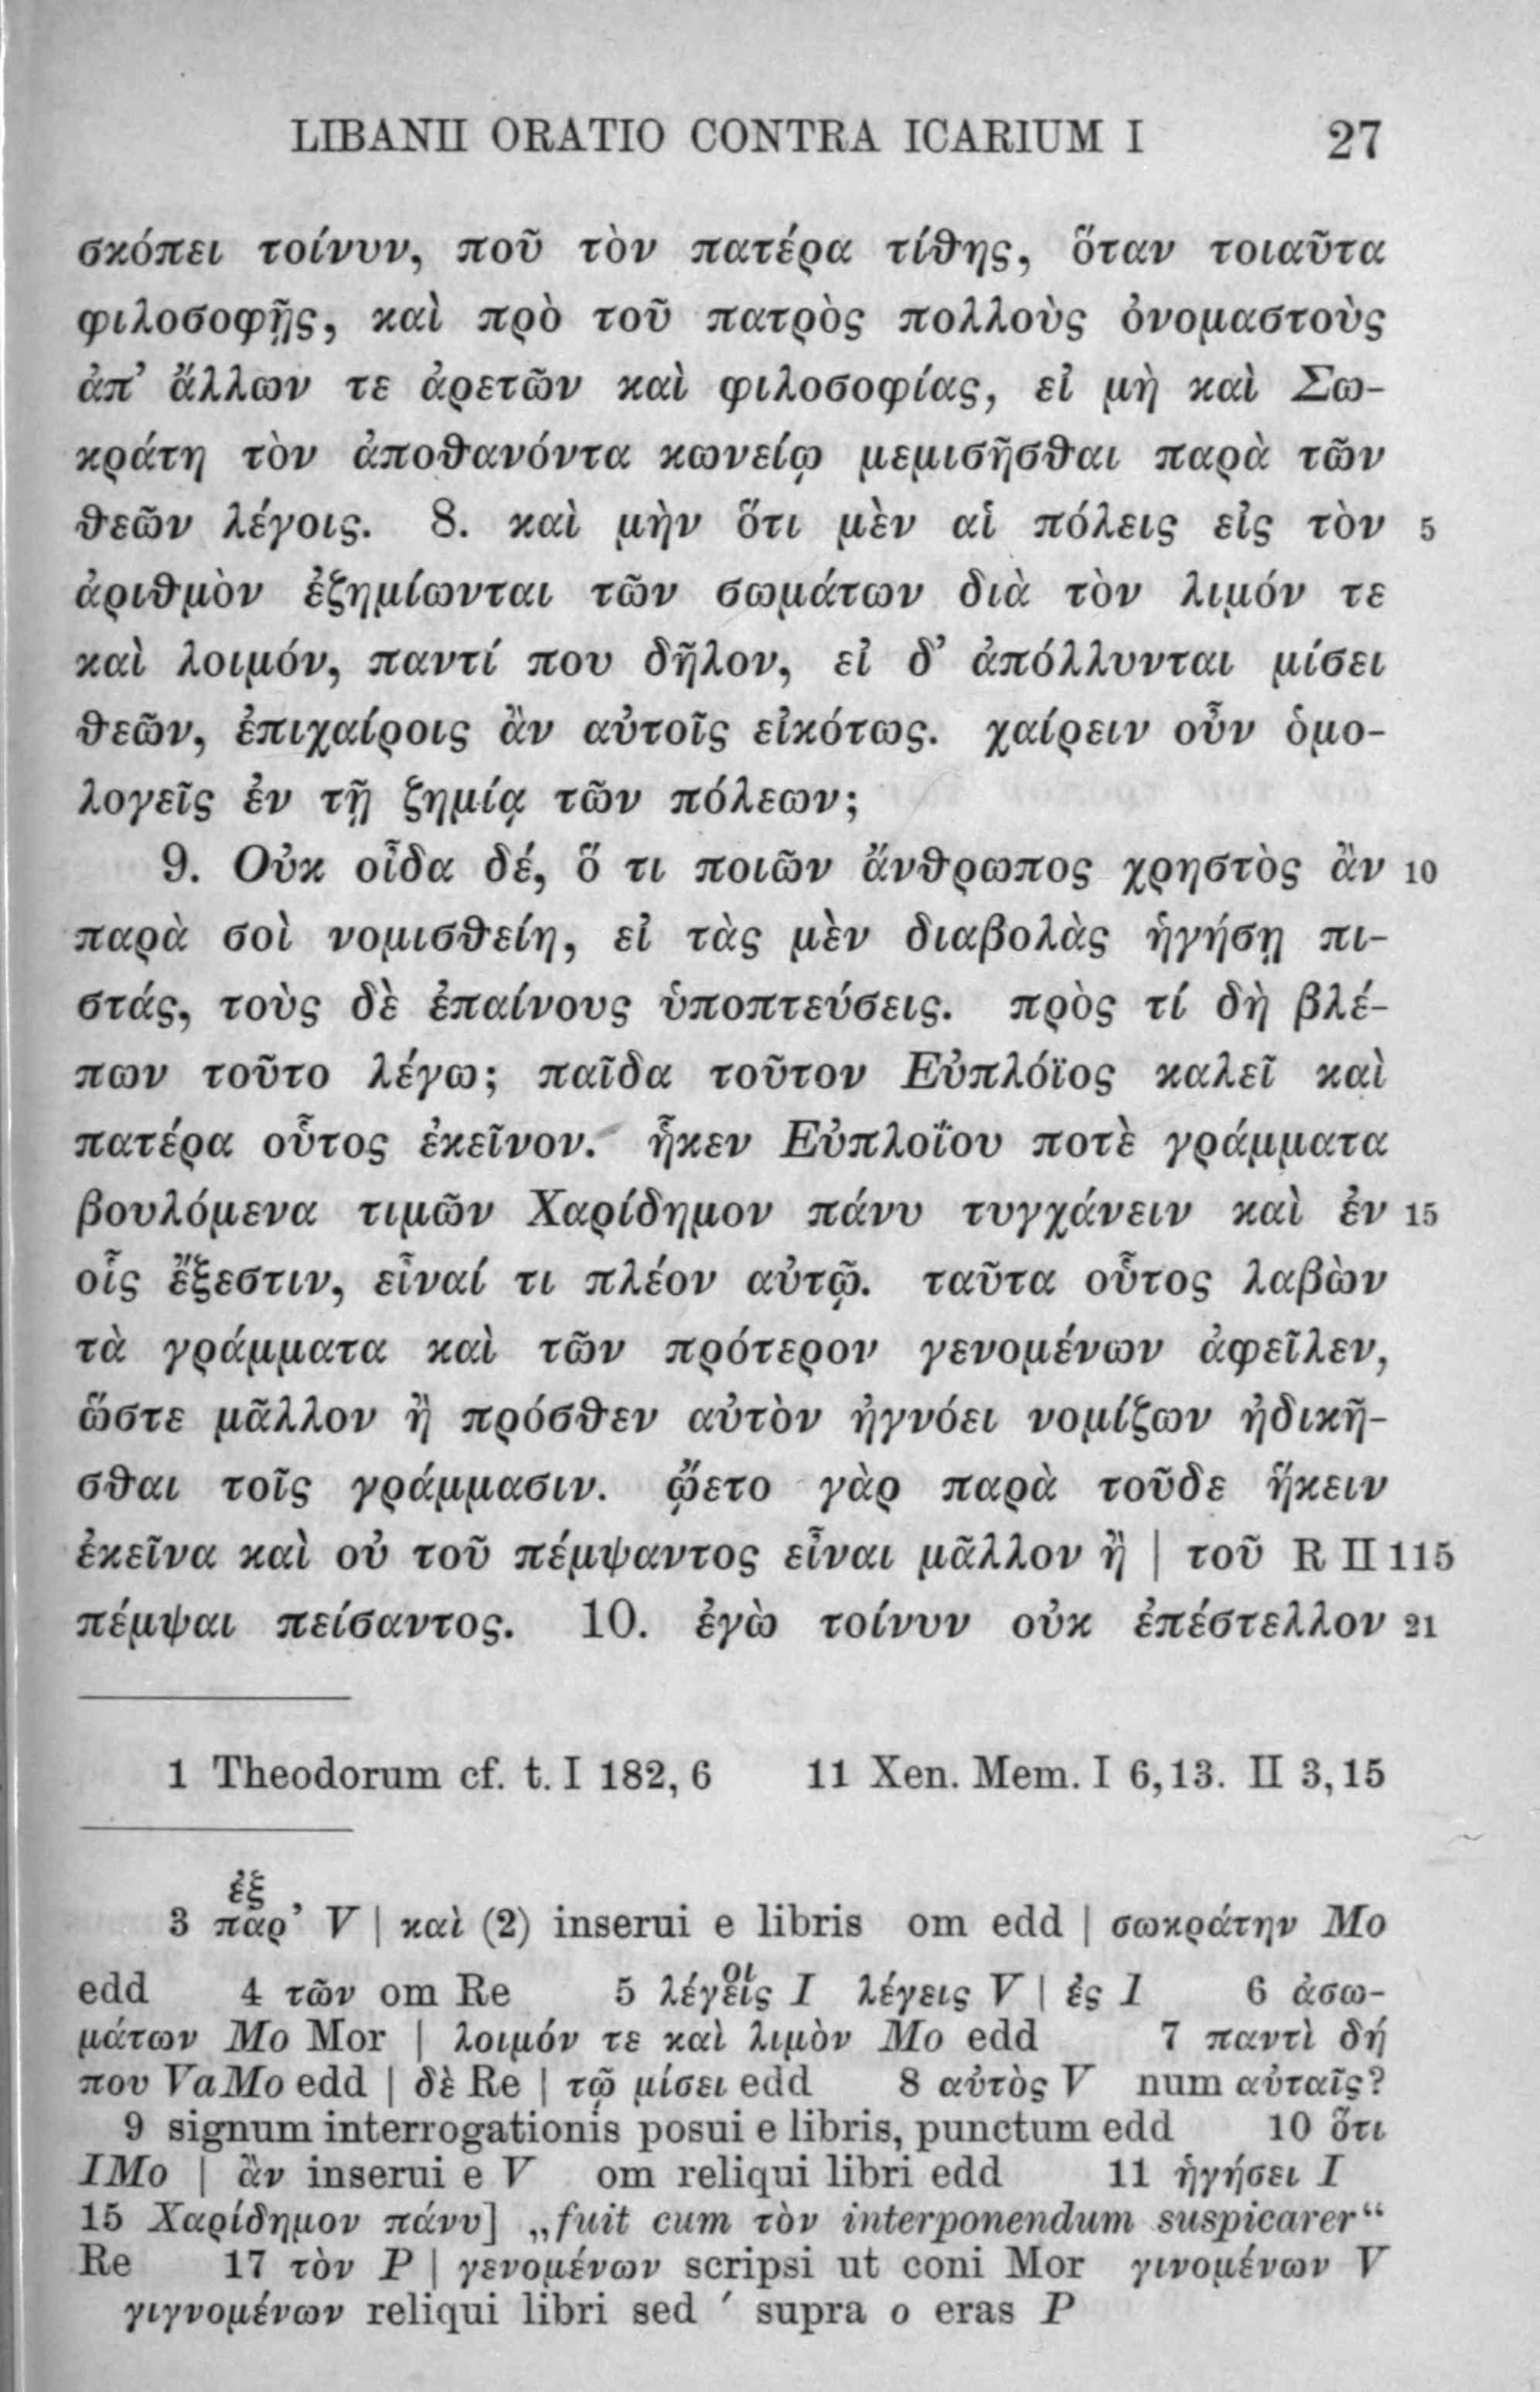 LIBANII ORATIO CONTRA ICARIUM I 27
σκόπει τοίνυν, ποῦ τὸν πατέρα τίθης, ὅταν τοιαῦτα
φιλοσοφῇς, καὶ πρὸ τοῦ πατρὸς πολλοὺς ὀνομαστοὺς
ἀπ’ ἄλλων τε ἀρετῶν καὶ φιλοσοφίας, εἰ μὴ καὶ Σω-
κράτη τὸν ἀποθανόντα κωνείῳ μεμισῆσθαι παρὰ τῶν
θεῶν λέγοις. 8. καὶ μὴν ὅτι μὲν αἱ πόλεις εἰς τὸν 5
ἀριθμὸν ἐζημίωνται τῶν σωμάτων διὰ τὸν λιμόν τε
καὶ λοιμόν, παντί που δῆλον, εἰ δ’ ἀπόλλυνται μίσει
θεῶν, ἐπιχαίροις ἂν αὐτοῖς εἰκότως. χαίρειν οὖν ὁμο-
λογεῖς ἐν τῇ ζημίᾳ τῶν πόλεων;
9. Οὐκ οἶδα δέ, ὅ τι ποιῶν ἄνθρωπος χρηστὸς ἂν 10
παρὰ σοὶ νομισθείη, εἰ τὰς μὲν διαβολὰς ἡγήσῃ πι-
στάς, τοὺς δὲ ἐπαίνους ὑποπτεύσεις. πρὸς τί δὴ βλέ-
πων τοῦτο λέγω; παῖδα τοῦτον Εὐπλόϊος καλεῖ καὶ
πατέρα οὗτος ἐκεῖνον. ἧκεν Εὐπλοΐου ποτὲ γράμματα
βουλόμενα τιμῶν Χαρίδημον πάνυ τυγχάνειν καὶ ἐν 15
οἷς ἔξεστιν, εἶναί τι πλέον αὐτῷ. ταῦτα οὗτος λαβὼν
τὰ γράμματα καὶ τῶν πρότερον γενομένων ἀφεῖλεν,
ὥστε μᾶλλον ἢ πρόσθεν αὐτὸν ἠγνόει νομίζων ἠδικῆ-
σθαι τοῖς γράμμασιν. ᾤετο γὰρ παρὰ τοῦδε ἥκειν
ἐκεῖνα καὶ οὐ τοῦ πέμψαντος εἶναι μᾶλλον ἢ | τοῦ R II 115
πέμψαι πείσαντος. 10. ἐγὼ τοίνυν οὐκ ἐπέστελλον 21
1 Theodorum cf. t. I 182, 6 11 Xen. Mem. I 6,13. II 3,15
ἐξ
3 παρ’ V | καὶ (2) inserui e libris om edd | σωκράτην Mo
οι
edd 4 τῶν om Re 5 λέγεις I λέγεις V | ἐς I 6 ἀσω-
μάτων Mo Mor | λοιμόν τε καὶ λιμὸν Mo edd 7 παντὶ δή
που VaMo edd | δὲ Re | τῷ μίσει edd 8 αὐτὸς V num αὐταῖς?
9 signum interrogationis posui e libris, punctum edd 10 ὅτι
IMo | ἂν inserui e V om reliqui libri edd 11 ἡγήσει I
15 Χαρίδημον πάνυ] „fuit cum τὸν interponendum suspicarer“
Re 17 τὸν P | γενομένων scripsi ut coni Mor γινομένων V
γιγνομένων reliqui libri sed ′ supra o eras P